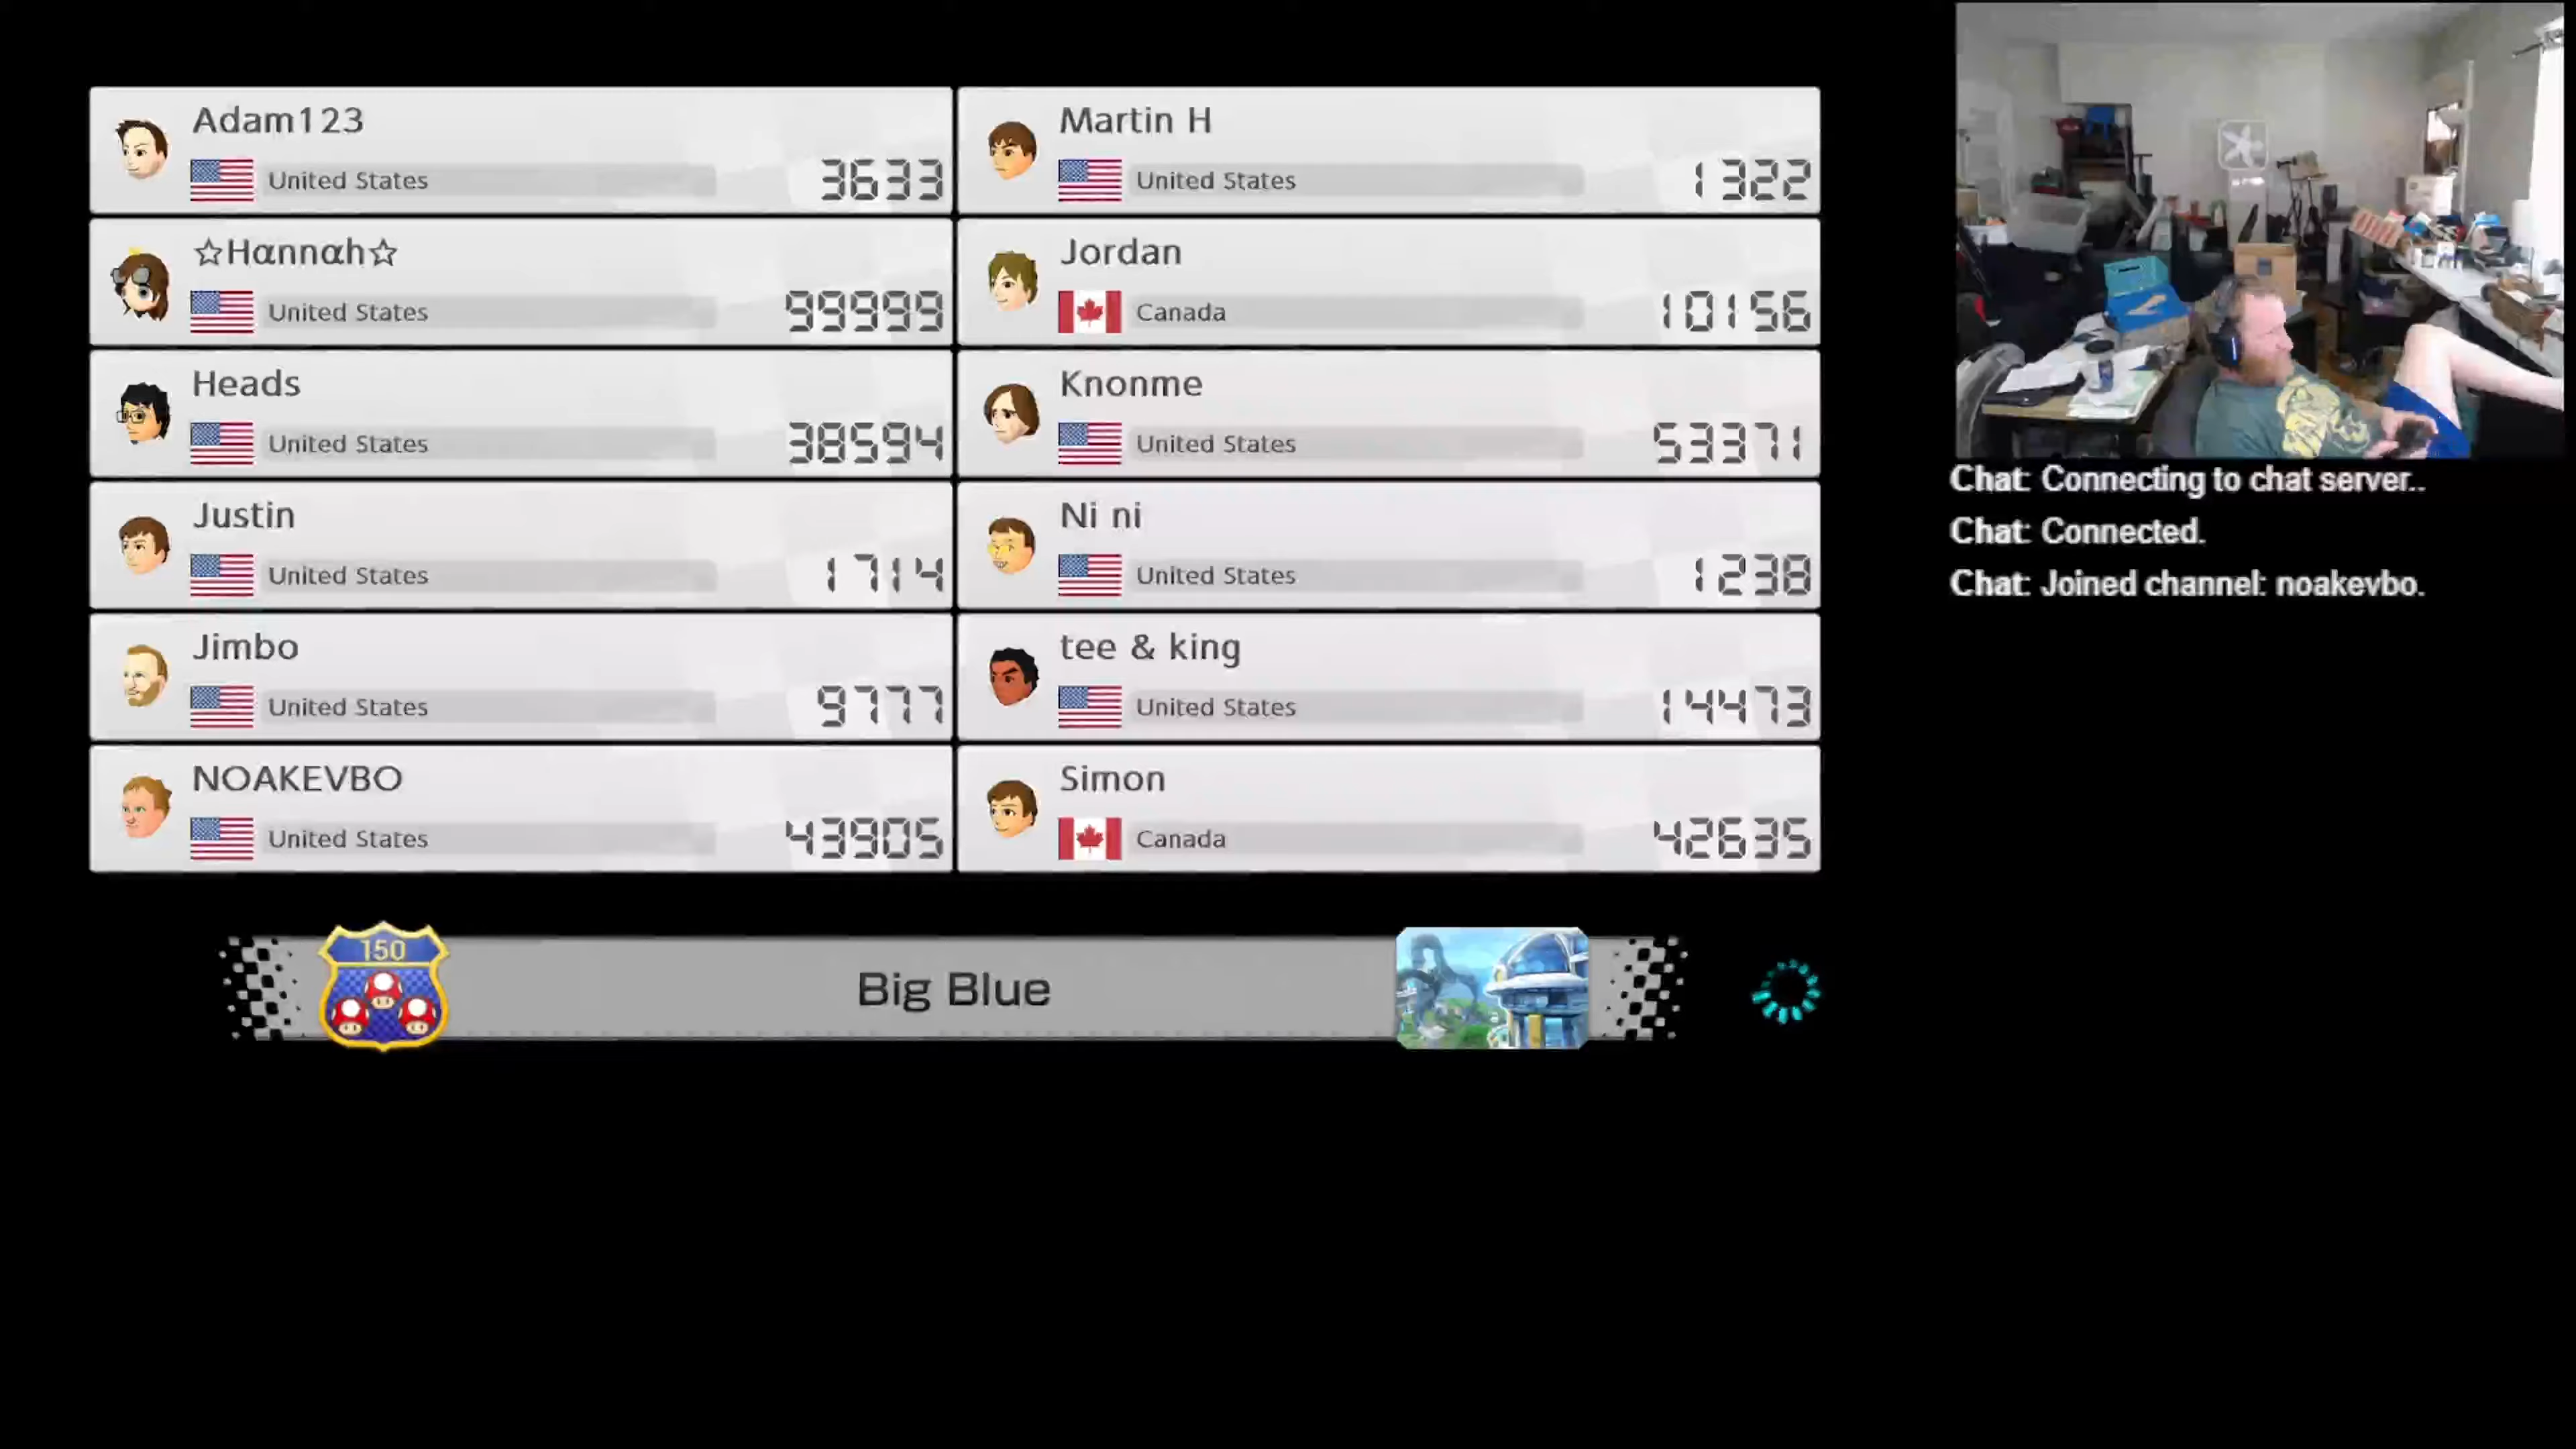 Adam123
United States
3633
Martin H
United States
1322
☆Hαnnαh☆
United States
99999
Jordan
Canada
10156
Heads
United States
38594
Knonme
United States
53371
Justin
United States
1714
Ni ni
United States
1238
Jimbo
United States
9777
tee & king
United States
14473
NOAKEVBO
United States
43905
Simon
Canada
42635
150
Big Blue
Chat: Connecting to chat server..
Chat: Connected.
Chat: Joined channel: noakevbo.